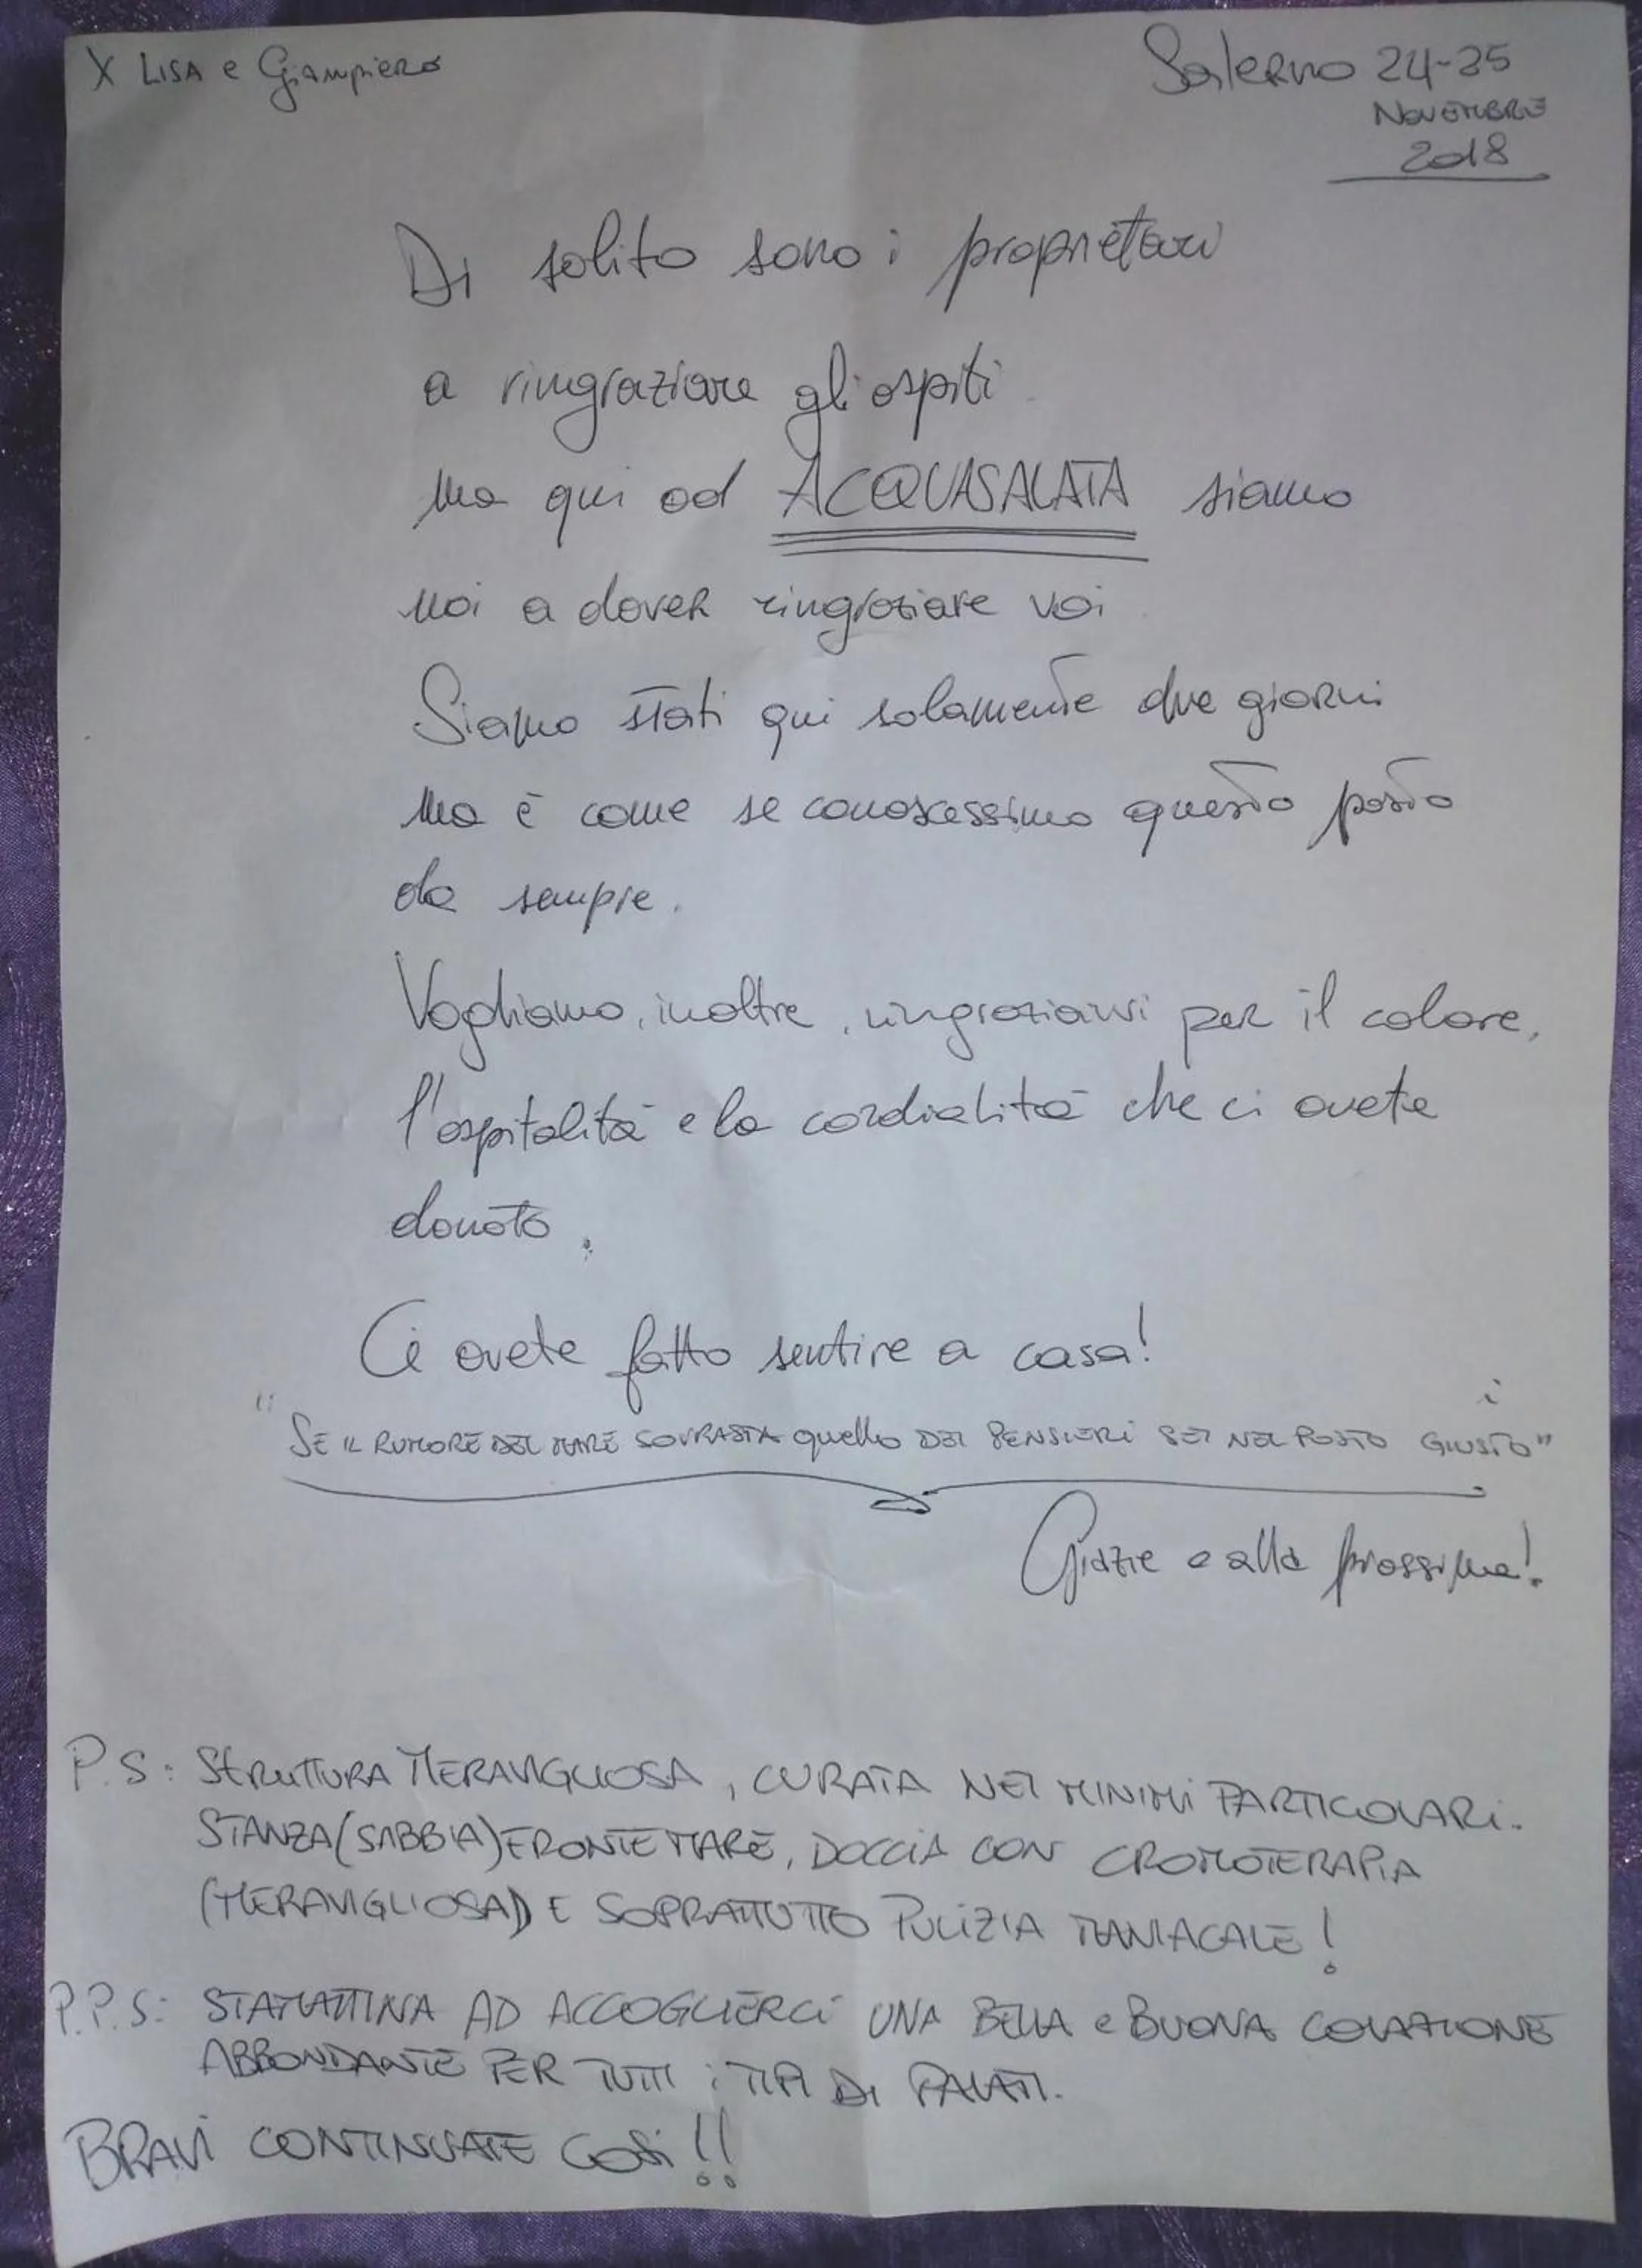 X LISA e Giampiero
Salerno 24-25
NOVEMBRE
2018
Di solito sono i proprietari
a ringraziare gli ospiti
ma qui ad ACQUASALATA siamo
noi a dover ringraziare voi
Siamo stati qui solamente due giorni
ma è come se conoscessimo questo posto
da sempre.
Vogliamo, inoltre, ringraziarvi per il calore,
l'ospitalità e la cordialità che ci avete
donato.
Ci avete fatto sentire a casa!
"SE IL RUMORE DEL MARE SOVRASTA quello DEI PENSIERI SEI NEL POSTO GIUSTO"
Grazie e alla prossima!
P.S: STRUTTURA MERAVIGLIOSA, CURATA NEI MINIMI PARTICOLARI.
STANZA (SABBIA) FRONTE MARE, DOCCIA CON CROMOTERAPIA
(MERAVIGLIOSA) E SOPRATTUTTO PULIZIA MANIACALE!
P.P.S: STAMATTINA AD ACCOGLIERCI UNA BELLA e BUONA COLAZIONE
ABBONDANTE PER TUTTI i TIPI DI PALATI.
BRAVI CONTINUATE COSì!!